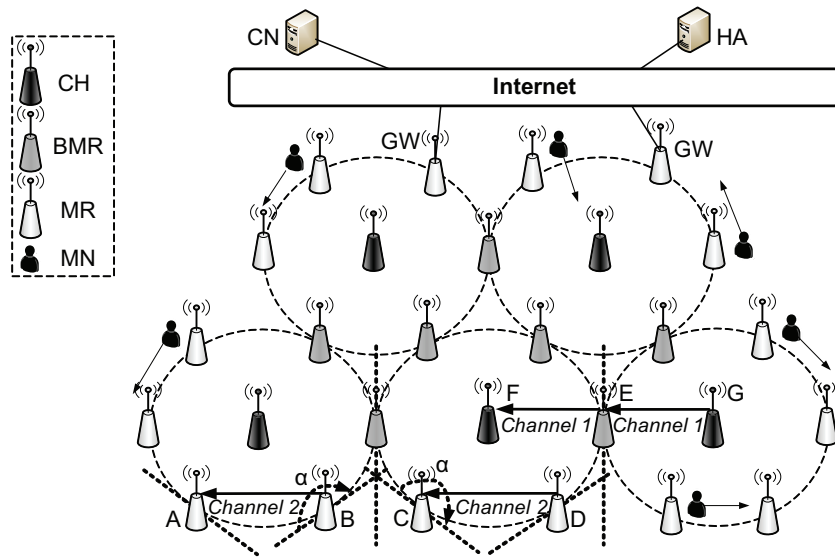 CN
HA
Internet
CH
BMR
MR
MN
GW
GW
F
E
G
Channel 1
Channel 1
α
α
A
Channel 2
B
C
Channel 2
D